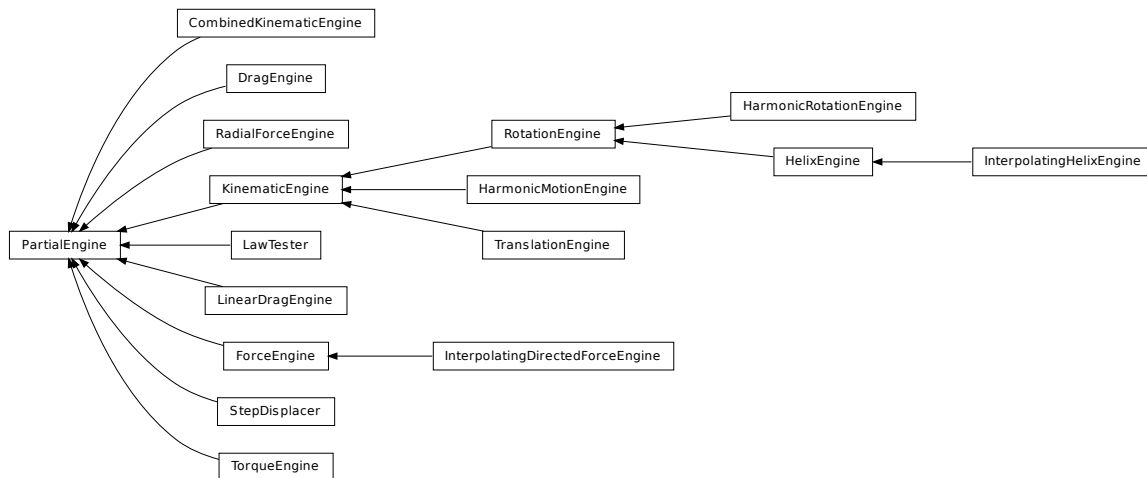 CombinedKinematicEngine
DragEngine
HarmonicRotationEngine
RadialForceEngine
RotationEngine
HelixEngine
InterpolatingHelixEngine
KinematicEngine
HarmonicMotionEngine
PartialEngine
LawTester
TranslationEngine
LinearDragEngine
ForceEngine
InterpolatingDirectedForceEngine
StepDisplacer
TorqueEngine